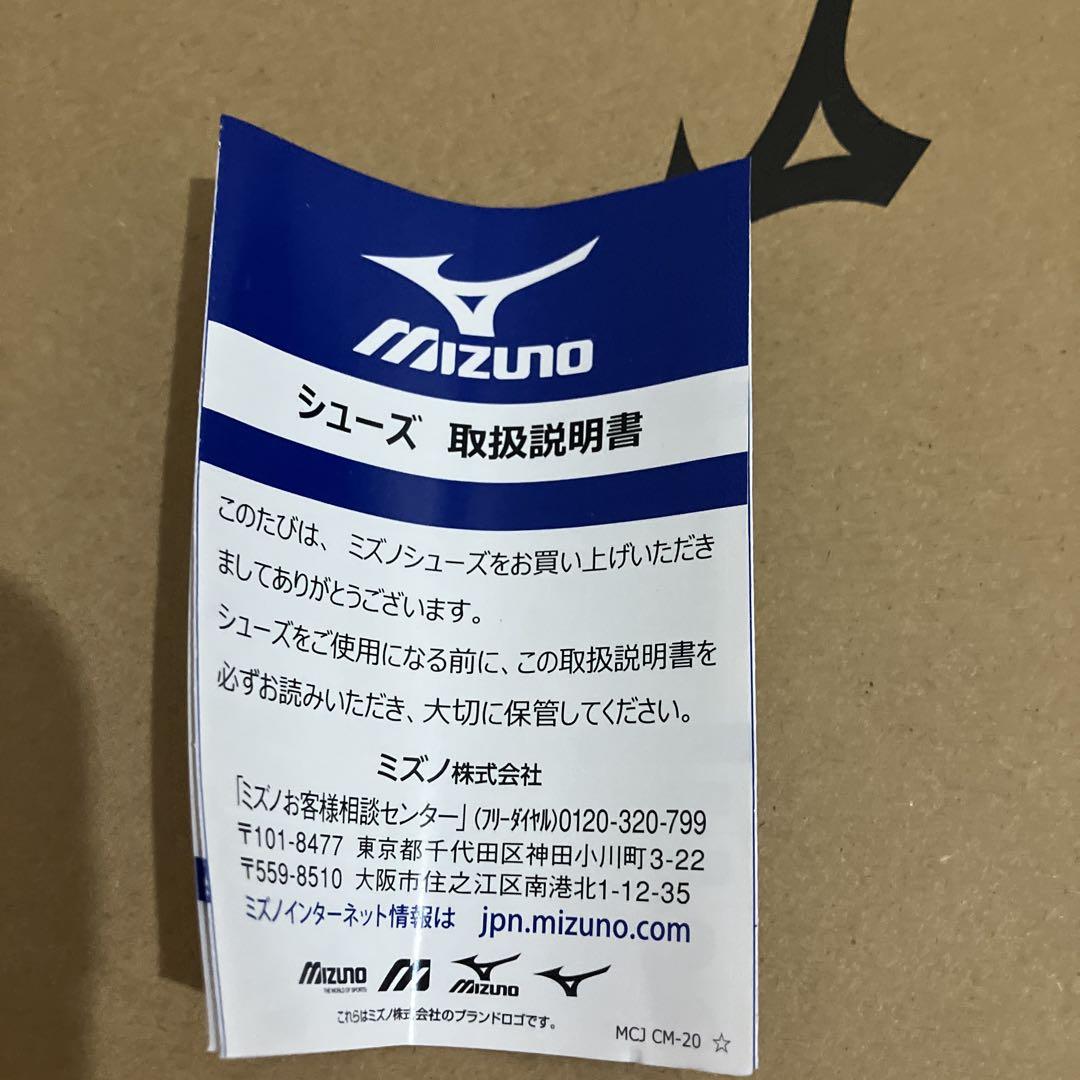 MIZUNO
シューズ 取扱説明書
このたびは、ミズノシューズをお買い上げいただき
ましてありがとうございます。
シューズをご使用になる前に、この取扱説明書を
必ずお読みいただき、大切に保管してください。
ミズノ株式会社
「ミズノお客様相談センター」(フリーダイヤル)0120-320-799
〒101-8477 東京都千代田区神田小川町3-22
〒559-8510 大阪市住之江区南港北1-12-35
ミズノインターネット情報は jpn.mizuno.com
MIZUNO MIZUNO
THE WORLD OF SPORTS
これらはミズノ株式会社のブランドロゴです。
MCJ CM-20 ☆